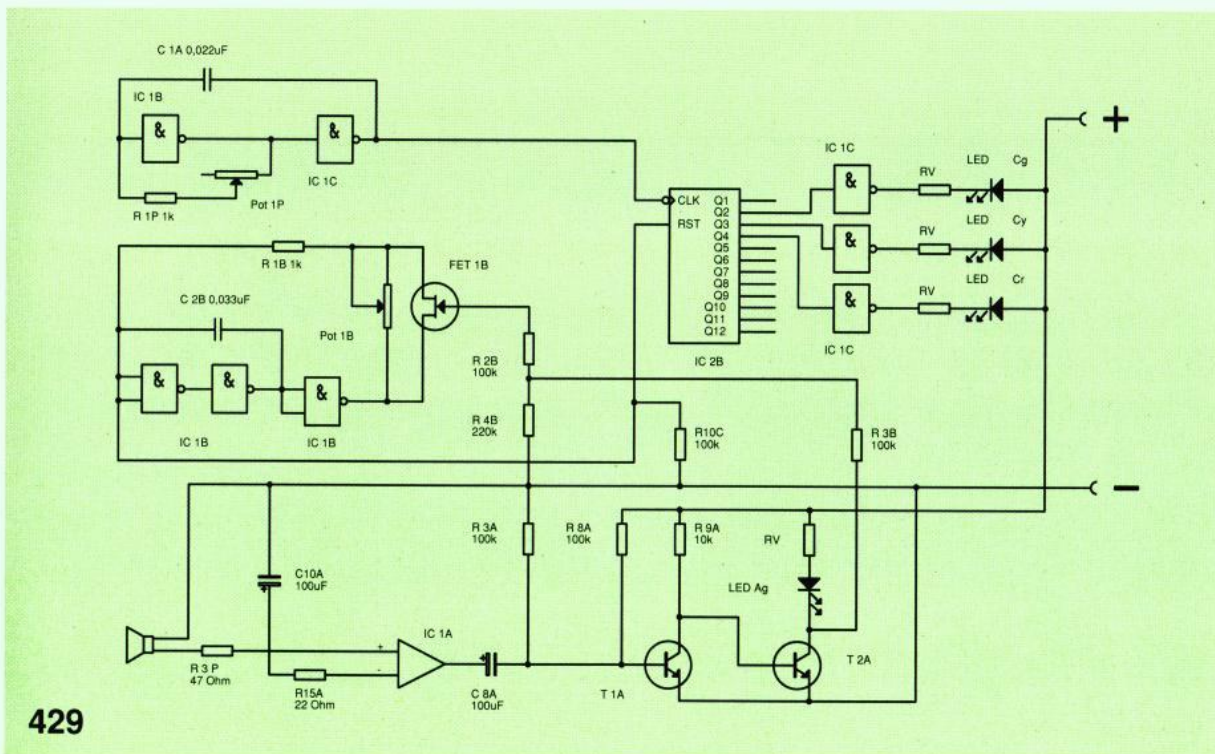 C 1A 0,022uF
IC 1B
&
&
IC 1C
R 1P 1k
Pot 1P
R 1B 1k
FET 1B
C 2B 0,033uF
Pot 1B
&
&
&
IC 1B
IC 1B
R 2B
100k
R 4B
220k
CLK
RST
Q1
Q2
Q3
Q4
Q5
Q6
Q7
Q8
Q9
Q10
Q11
Q12
IC 2B
IC 1C
&
&
&
IC 1C
RV
LED
Cg
RV
LED
Cy
RV
LED
Cr
+
R10C
100k
R 3B
100k
−
R 3A
100k
R 8A
100k
R 9A
10k
RV
LED Ag
C10A
100uF
+
R 3 P
47 Ohm
R15A
22 Ohm
IC 1A
+
-
+
C 8A
100uF
T 1A
T 2A
429